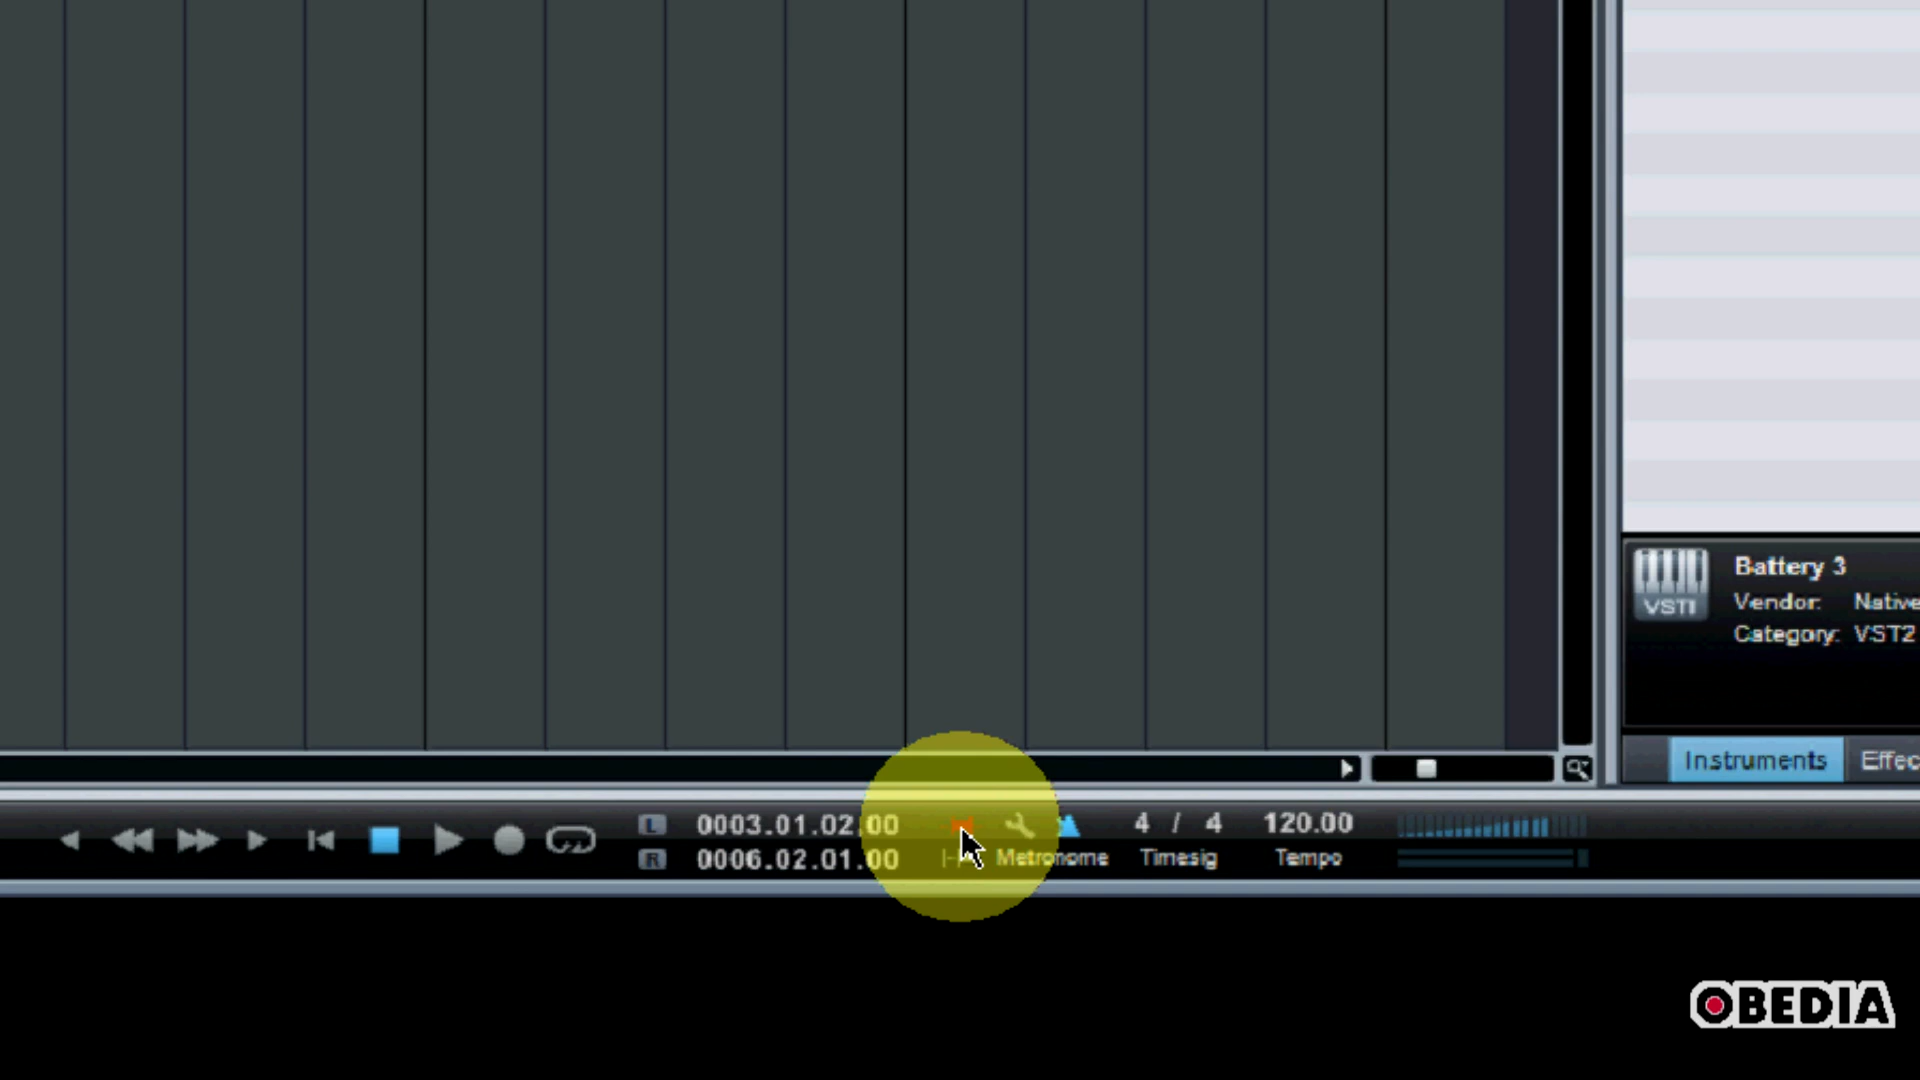 Battery 3
VSTI
Vendor: Native
Category: VST2
Instruments Effec
L 0003.01.02.00 4 / 4 120.00
R 0006.02.01.00 Metronome Timesig Tempo
OBEDIA